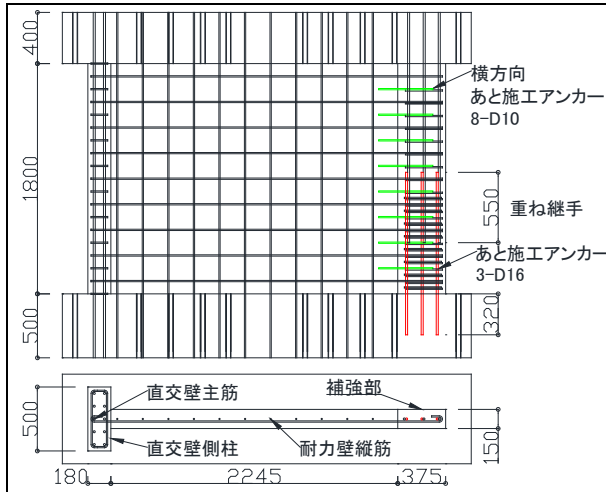 400
1800
500
横方向
あと施工アンカー
8-D10
550
重ね継手
あと施工アンカー
3-D16
320
500
直交壁主筋
補強部
直交壁側柱
耐力壁縦筋
150
180
2245
375